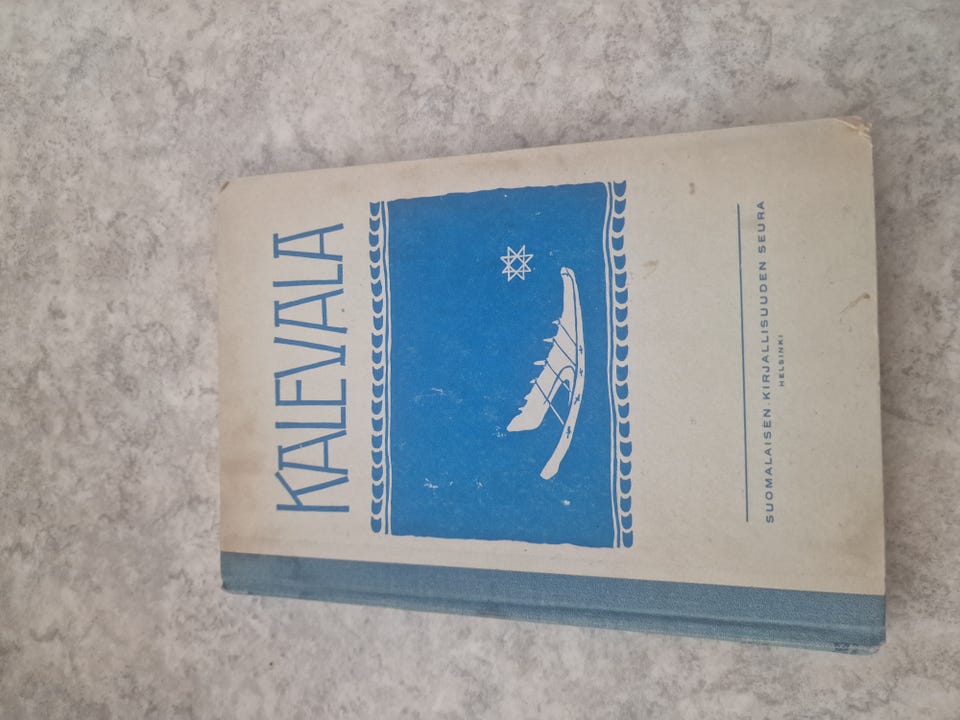 KALEVALA
SUOMALAISEN KIRJALLISUUDEN SEURA
HELSINKI